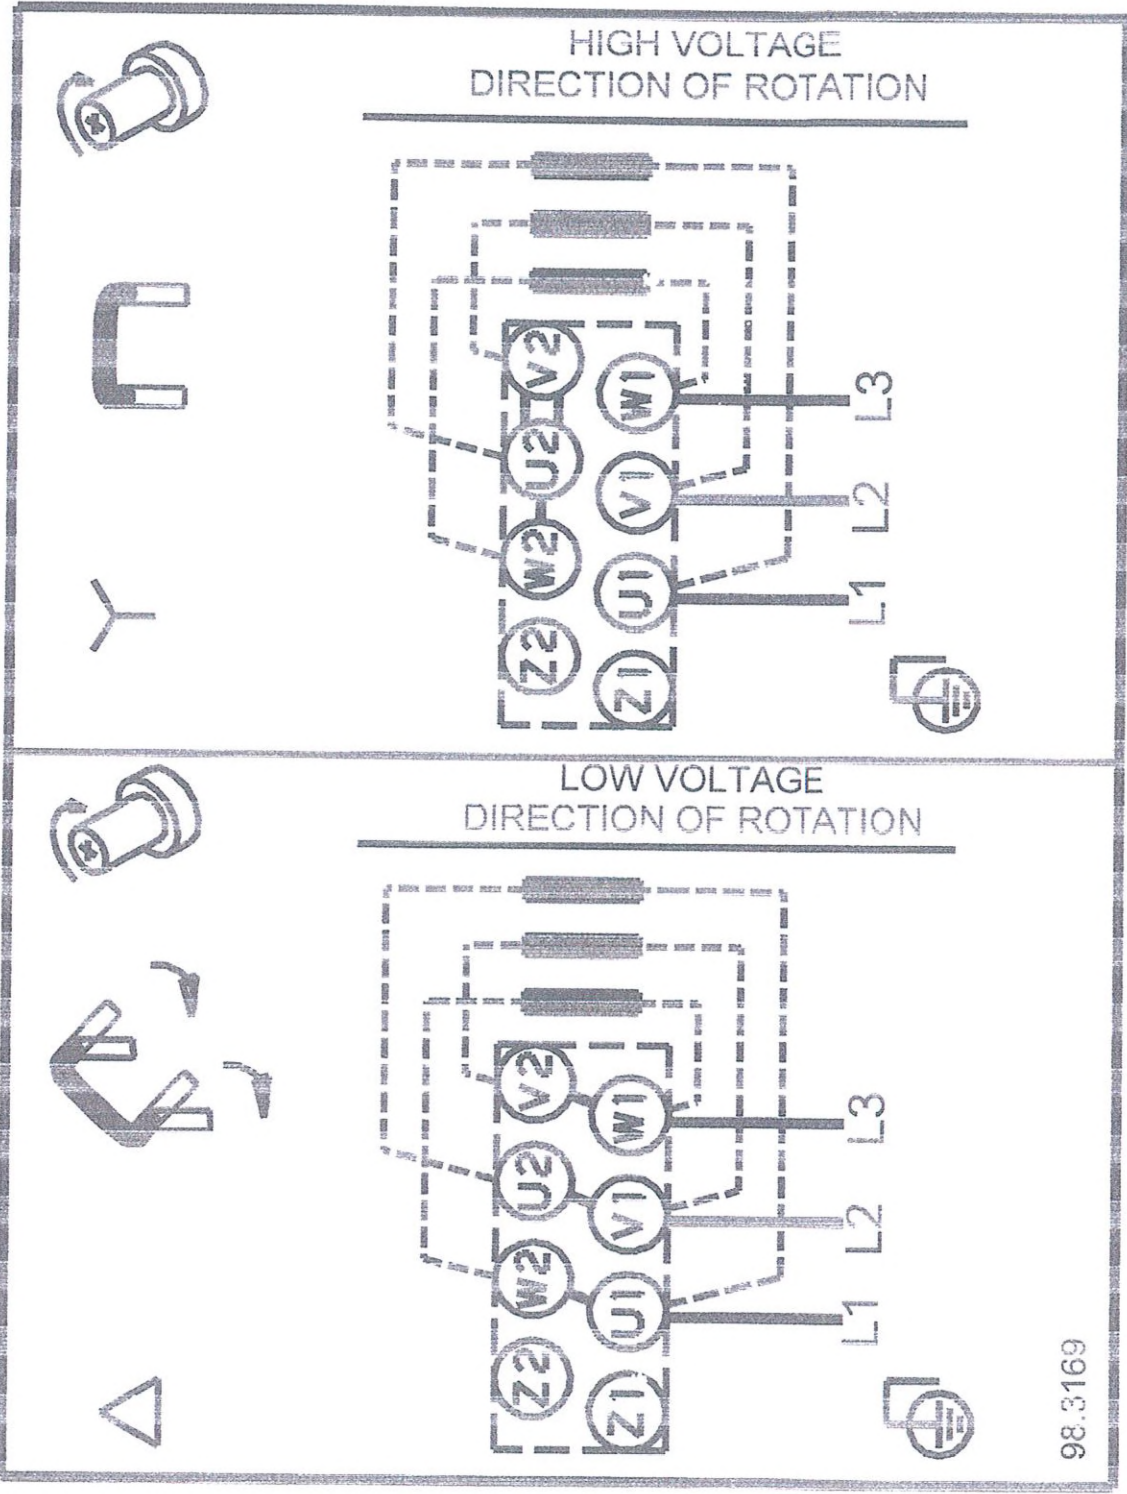 HIGH VOLTAGE
DIRECTION OF ROTATION
V2
U2
W2
Z2
W1
V1
U1
Z1
L3
L2
L1
LOW VOLTAGE
DIRECTION OF ROTATION
V2
U2
W2
Z2
W1
V1
U1
Z1
L3
L2
L1
98.3169